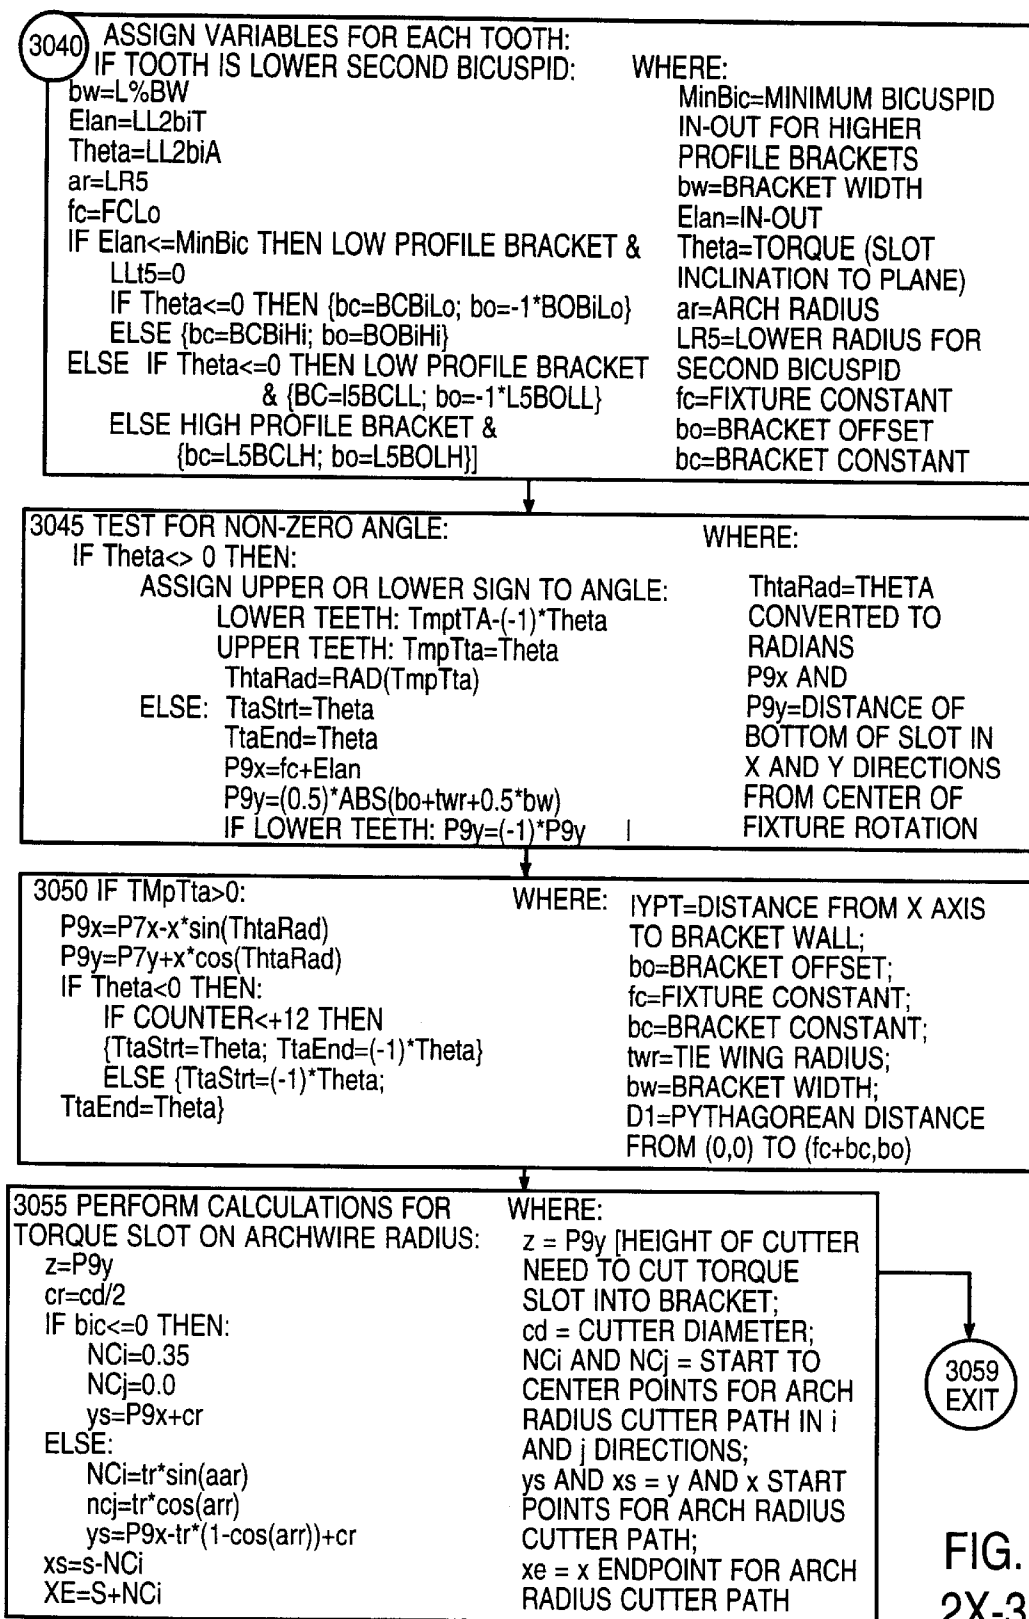 3040 ASSIGN VARIABLES FOR EACH TOOTH:
IF TOOTH IS LOWER SECOND BICUSPID:
bw=L%BW
Elan=LL2biT
Theta=LL2biA
ar=LR5
fc=FCLo
IF Elan<=MinBic THEN LOW PROFILE BRACKET &
LLt5=0
IF Theta<=0 THEN {bc=BCBiLo; bo=-1*BOBiLo}
ELSE {bc=BCBiHi; bo=BOBiHi}
ELSE IF Theta<=0 THEN LOW PROFILE BRACKET
& {BC=l5BCLL; bo=-1*L5BOLL}
ELSE HIGH PROFILE BRACKET &
{bc=L5BCLH; bo=L5BOLH}]
WHERE:
MinBic=MINIMUM BICUSPID
IN-OUT FOR HIGHER
PROFILE BRACKETS
bw=BRACKET WIDTH
Elan=IN-OUT
Theta=TORQUE (SLOT
INCLINATION TO PLANE)
ar=ARCH RADIUS
LR5=LOWER RADIUS FOR
SECOND BICUSPID
fc=FIXTURE CONSTANT
bo=BRACKET OFFSET
bc=BRACKET CONSTANT
3045 TEST FOR NON-ZERO ANGLE:
IF Theta<> 0 THEN:
ASSIGN UPPER OR LOWER SIGN TO ANGLE:
LOWER TEETH: TmptTA-(-1)*Theta
UPPER TEETH: TmpTta=Theta
ThtaRad=RAD(TmpTta)
ELSE: TtaStrt=Theta
TtaEnd=Theta
P9x=fc+Elan
P9y=(0.5)*ABS(bo+twr+0.5*bw)
IF LOWER TEETH: P9y=(-1)*P9y |
WHERE:
ThtaRad=THETA
CONVERTED TO
RADIANS
P9x AND
P9y=DISTANCE OF
BOTTOM OF SLOT IN
X AND Y DIRECTIONS
FROM CENTER OF
FIXTURE ROTATION
3050 IF TMpTta>0:
P9x=P7x-x*sin(ThtaRad)
P9y=P7y+x*cos(ThtaRad)
IF Theta<0 THEN:
IF COUNTER<+12 THEN
{TtaStrt=Theta; TtaEnd=(-1)*Theta}
ELSE {TtaStrt=(-1)*Theta;
TtaEnd=Theta}
WHERE:
IYPT=DISTANCE FROM X AXIS
TO BRACKET WALL;
bo=BRACKET OFFSET;
fc=FIXTURE CONSTANT;
bc=BRACKET CONSTANT;
twr=TIE WING RADIUS;
bw=BRACKET WIDTH;
D1=PYTHAGOREAN DISTANCE
FROM (0,0) TO (fc+bc,bo)
3055 PERFORM CALCULATIONS FOR
TORQUE SLOT ON ARCHWIRE RADIUS:
z=P9y
cr=cd/2
IF bic<=0 THEN:
NCi=0.35
NCj=0.0
ys=P9x+cr
ELSE:
NCi=tr*sin(aar)
ncj=tr*cos(arr)
ys=P9x-tr*(1-cos(arr))+cr
xs=s-NCi
XE=S+NCi
WHERE:
z = P9y [HEIGHT OF CUTTER
NEED TO CUT TORQUE
SLOT INTO BRACKET;
cd = CUTTER DIAMETER;
NCi AND NCj = START TO
CENTER POINTS FOR ARCH
RADIUS CUTTER PATH IN i
AND j DIRECTIONS;
ys AND xs = y AND x START
POINTS FOR ARCH RADIUS
CUTTER PATH;
xe = x ENDPOINT FOR ARCH
RADIUS CUTTER PATH
3059
EXIT
FIG.
2X-3